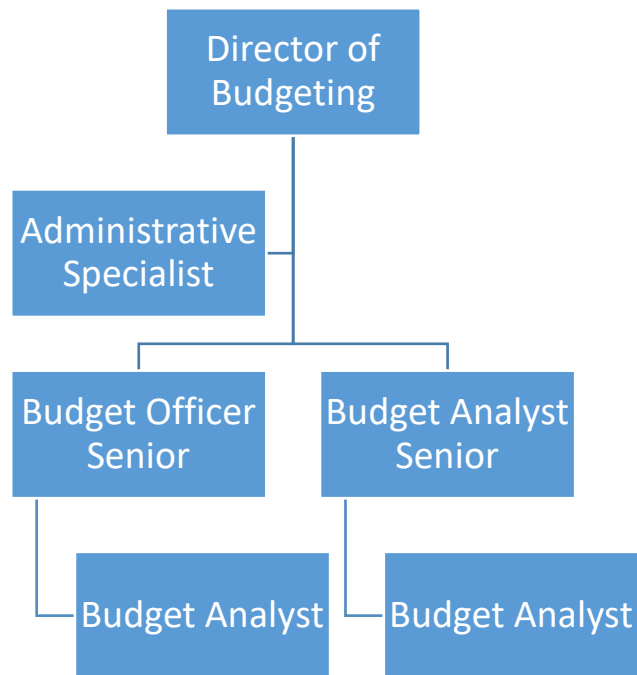 Director of
Budgeting
Administrative
Specialist
Budget Officer
Senior
Budget Analyst
Senior
Budget Analyst
Budget Analyst